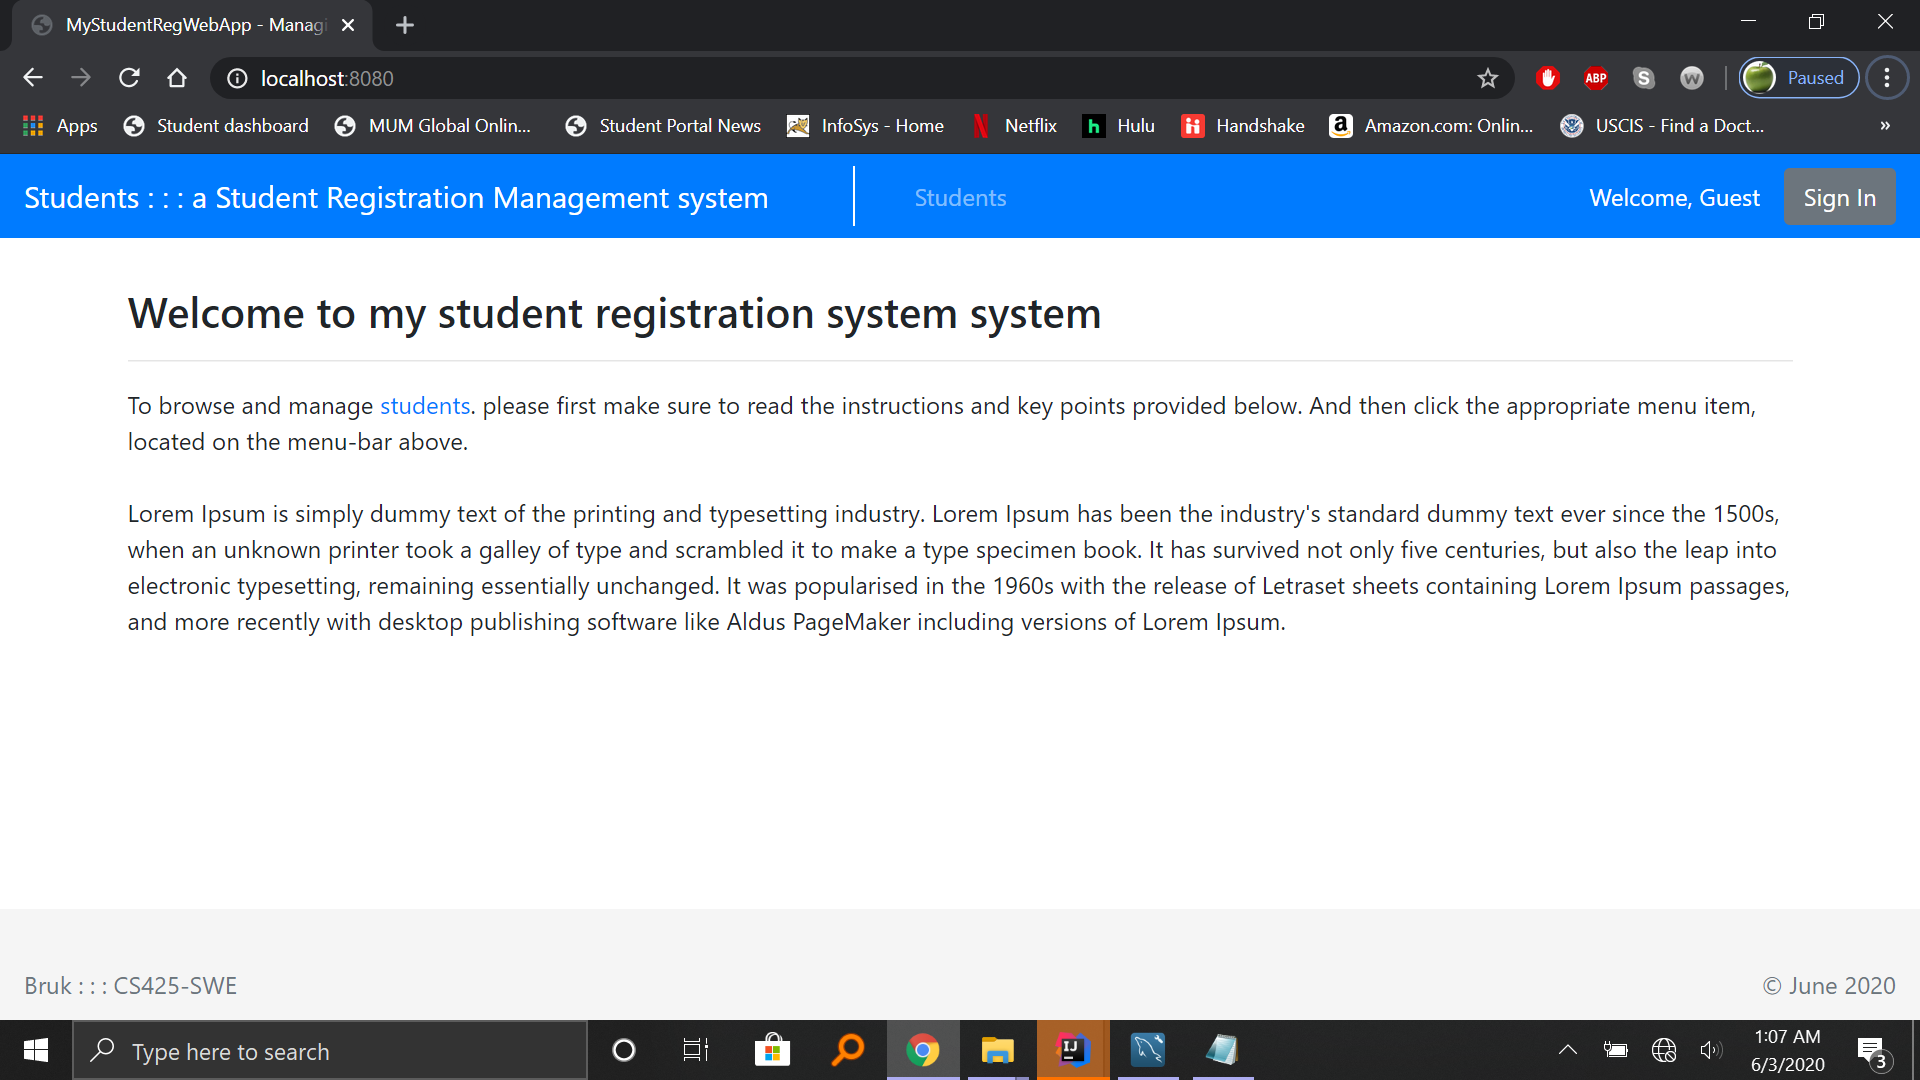 MyStudentRegWebApp - Managi
localhost:8080
ABP
S
W
Paused
Apps
Student dashboard
MUM Global Onlin...
Student Portal News
InfoSys - Home
Netflix
h
Hulu
Handshake
a
Amazon.com: Onlin...
USCIS - Find a Doct...
»
Students : : : a Student Registration Management system
Students
Welcome, Guest
Sign In
Welcome to my student registration system system
To browse and manage students. please first make sure to read the instructions and key points provided below. And then click the appropriate menu item,
located on the menu-bar above.
Lorem Ipsum is simply dummy text of the printing and typesetting industry. Lorem Ipsum has been the industry's standard dummy text ever since the 1500s,
when an unknown printer took a galley of type and scrambled it to make a type specimen book. It has survived not only five centuries, but also the leap into
electronic typesetting, remaining essentially unchanged. It was popularised in the 1960s with the release of Letraset sheets containing Lorem Ipsum passages,
and more recently with desktop publishing software like Aldus PageMaker including versions of Lorem Ipsum.
Bruk : : : CS425-SWE
© June 2020
Type here to search
IJ
1:07 AM
6/3/2020
3